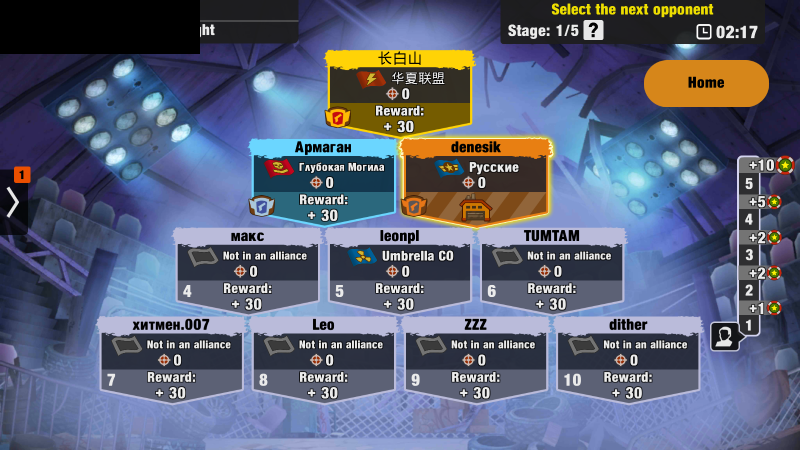 ght
Select the next opponent
Stage: 1/5 ?
02:17
Home
长白山
华夏联盟
0
Reward:
+ 30
Армаган
Глубокая Могила
0
Reward:
+ 30
denesik
Русские
0
макс
Not in an alliance
0
4
Reward:
+ 30
leonpl
Umbrella CO
0
5
Reward:
+ 30
TUMTAM
Not in an alliance
0
6
Reward:
+ 30
хитмен.007
Not in an alliance
0
7
Reward:
+ 30
Leo
Not in an alliance
0
8
Reward:
+ 30
ZZZ
Not in an alliance
0
9
Reward:
+ 30
dither
Not in an alliance
0
10
Reward:
+ 30
1
+10
5
+5
4
+2
3
+2
2
+1
1